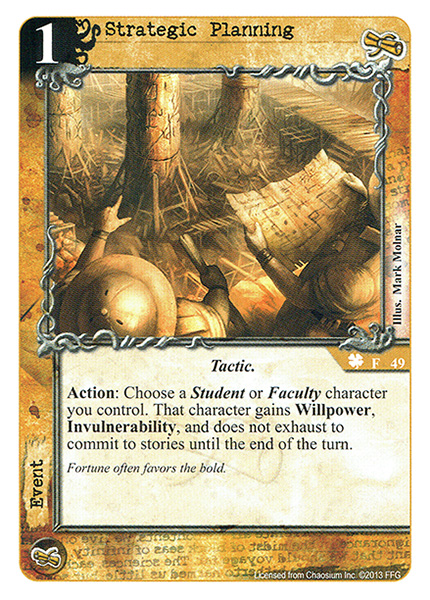 1
Strategic Planning
Illus. Mark Molnar
F 49
Tactic.
Action: Choose a Student or Faculty character
you control. That character gains Willpower,
Invulnerability, and does not exhaust to
commit to stories until the end of the turn.
Fortune often favors the bold.
Event
Licensed from Chaosium Inc. ©2013 FFG